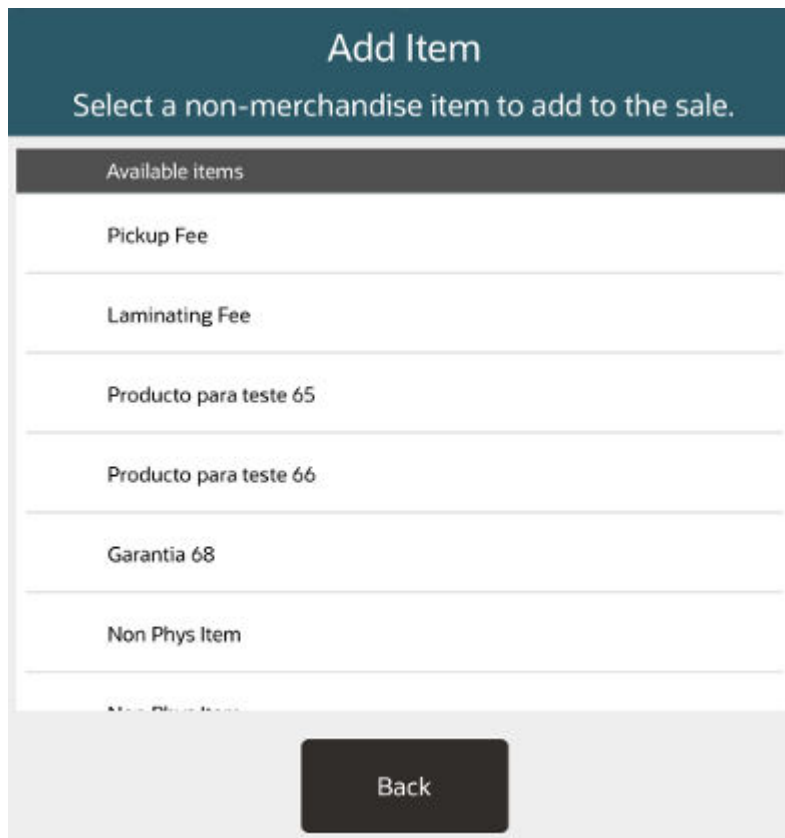 Add Item
Select a non-merchandise item to add to the sale.
Available items
Pickup Fee
Laminating Fee
Producto para teste 65
Producto para teste 66
Garantia 68
Non Phys Item
Back